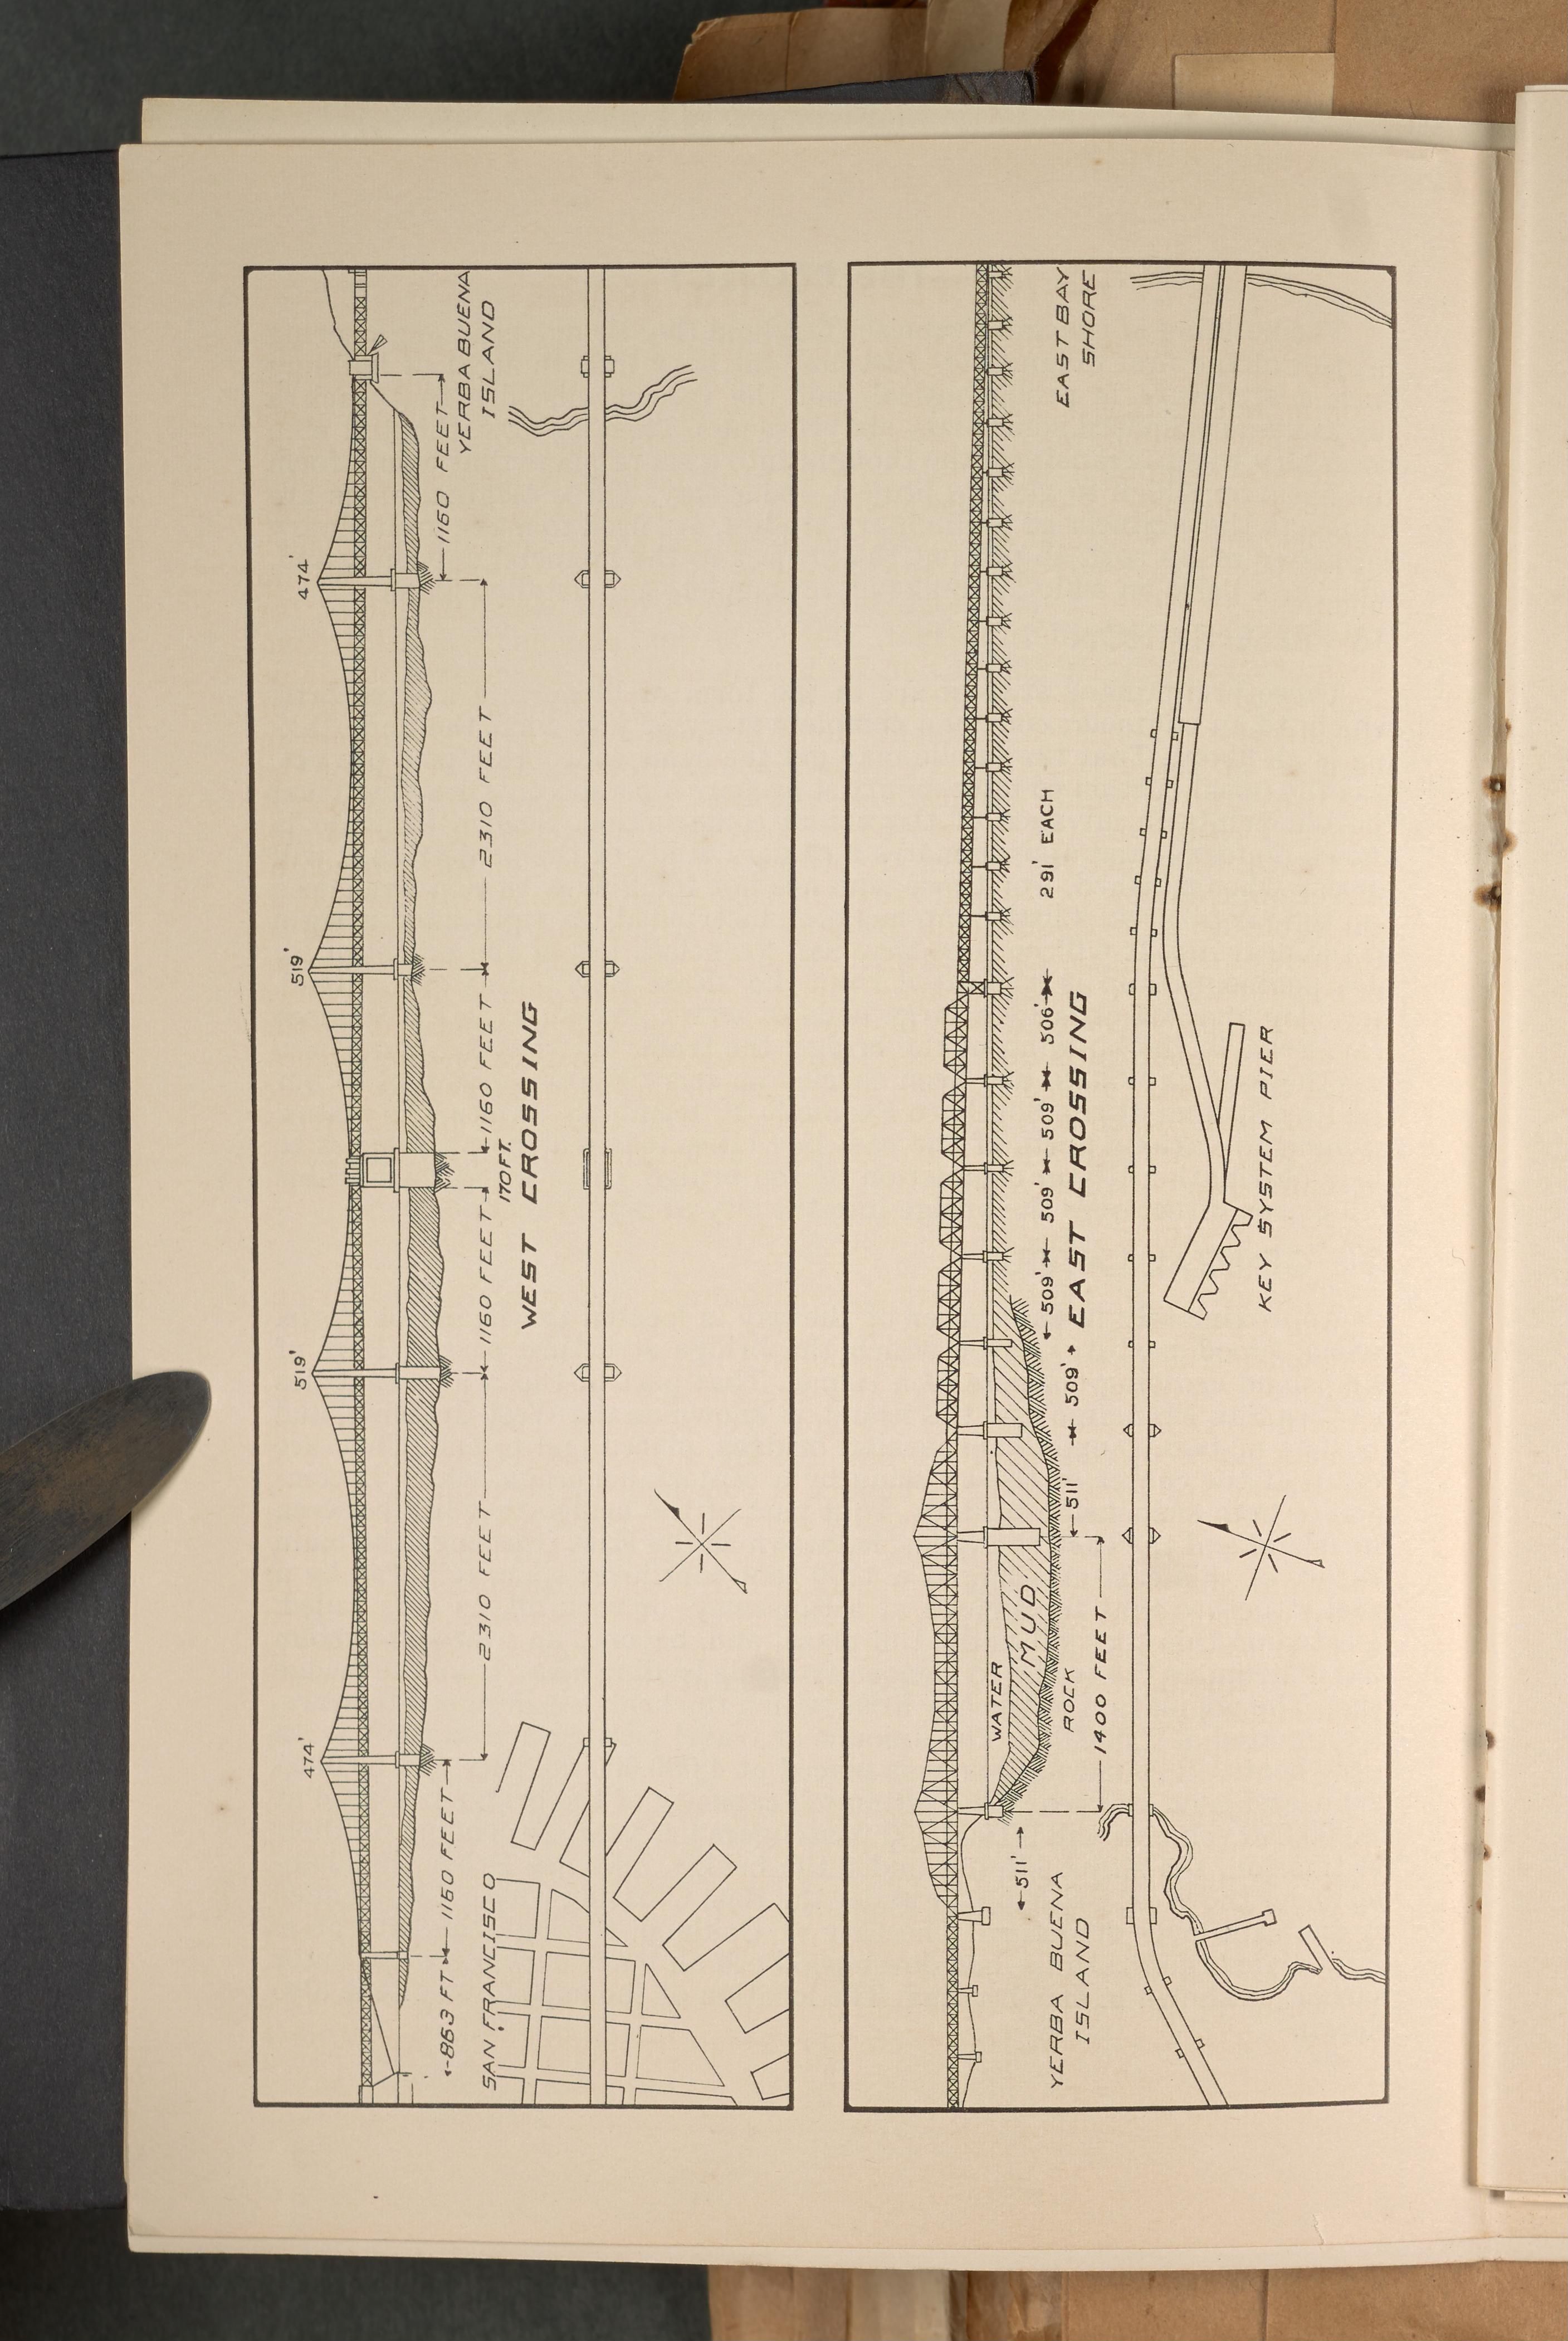 474'
519'
519'
474'
863 FT
1160 FEET
2310 FEET
1160 FEET
170 FT.
1160 FEET
2310 FEET
1160 FEET
SAN FRANCISCO
WEST CROSSING
YERBA BUENA
ISLAND
WATER
MUD
ROCK
511'
1400 FEET
511'
509'
509'
509'
509'
506'
291' EACH
YERBA BUENA
ISLAND
EAST CROSSING
EAST BAY
SHORE
KEY SYSTEM PIER